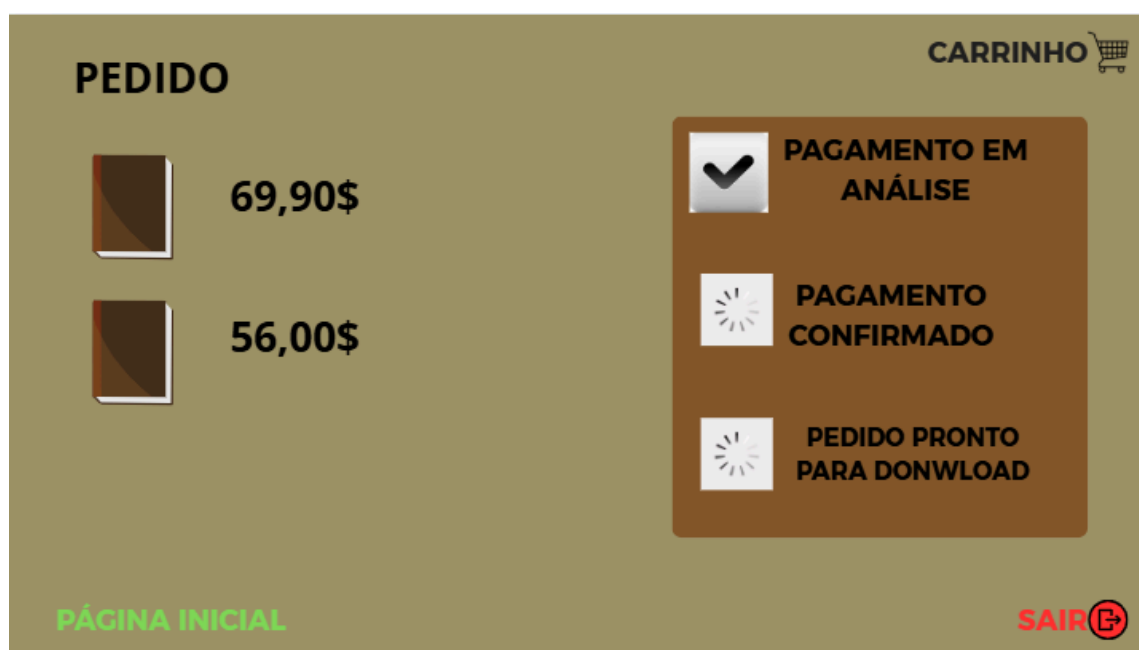 CARRINHO
PEDIDO
69,90$
56,00$
PAGAMENTO EM
ANÁLISE
PAGAMENTO
CONFIRMADO
PEDIDO PRONTO
PARA DONWLOAD
PÁGINA INICIAL
SAIR